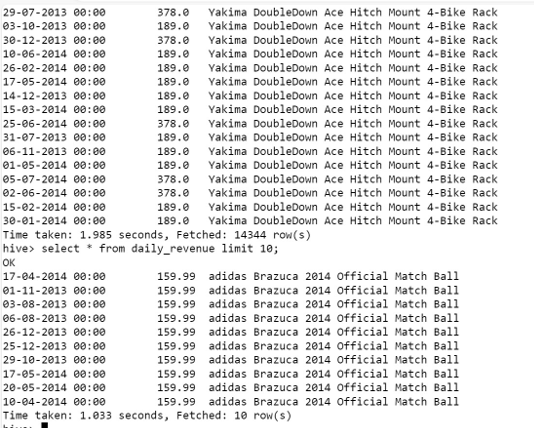 29-07-2013 00:00 378.0 Yakima DoubleDown Ace Hitch Mount 4-Bike Rack
03-10-2013 00:00 189.0 Yakima DoubleDown Ace Hitch Mount 4-Bike Rack
30-12-2013 00:00 378.0 Yakima DoubleDown Ace Hitch Mount 4-Bike Rack
10-06-2014 00:00 189.0 Yakima DoubleDown Ace Hitch Mount 4-Bike Rack
26-02-2014 00:00 189.0 Yakima DoubleDown Ace Hitch Mount 4-Bike Rack
17-05-2014 00:00 189.0 Yakima DoubleDown Ace Hitch Mount 4-Bike Rack
14-12-2013 00:00 189.0 Yakima DoubleDown Ace Hitch Mount 4-Bike Rack
15-03-2014 00:00 189.0 Yakima DoubleDown Ace Hitch Mount 4-Bike Rack
25-06-2014 00:00 378.0 Yakima DoubleDown Ace Hitch Mount 4-Bike Rack
31-07-2013 00:00 189.0 Yakima DoubleDown Ace Hitch Mount 4-Bike Rack
06-11-2013 00:00 189.0 Yakima DoubleDown Ace Hitch Mount 4-Bike Rack
01-05-2014 00:00 189.0 Yakima DoubleDown Ace Hitch Mount 4-Bike Rack
05-07-2014 00:00 378.0 Yakima DoubleDown Ace Hitch Mount 4-Bike Rack
02-06-2014 00:00 378.0 Yakima DoubleDown Ace Hitch Mount 4-Bike Rack
15-02-2014 00:00 189.0 Yakima DoubleDown Ace Hitch Mount 4-Bike Rack
30-01-2014 00:00 189.0 Yakima DoubleDown Ace Hitch Mount 4-Bike Rack
Time taken: 1.985 seconds, Fetched: 14344 row(s)
hive> select * from daily_revenue limit 10;
OK
17-04-2014 00:00 159.99 adidas Brazuca 2014 Official Match Ball
01-11-2013 00:00 159.99 adidas Brazuca 2014 Official Match Ball
03-08-2013 00:00 159.99 adidas Brazuca 2014 Official Match Ball
06-08-2013 00:00 159.99 adidas Brazuca 2014 Official Match Ball
26-12-2013 00:00 159.99 adidas Brazuca 2014 Official Match Ball
25-12-2013 00:00 159.99 adidas Brazuca 2014 Official Match Ball
29-10-2013 00:00 159.99 adidas Brazuca 2014 Official Match Ball
17-05-2014 00:00 159.99 adidas Brazuca 2014 Official Match Ball
20-05-2014 00:00 159.99 adidas Brazuca 2014 Official Match Ball
10-04-2014 00:00 159.99 adidas Brazuca 2014 Official Match Ball
Time taken: 1.033 seconds, Fetched: 10 row(s)
hive>